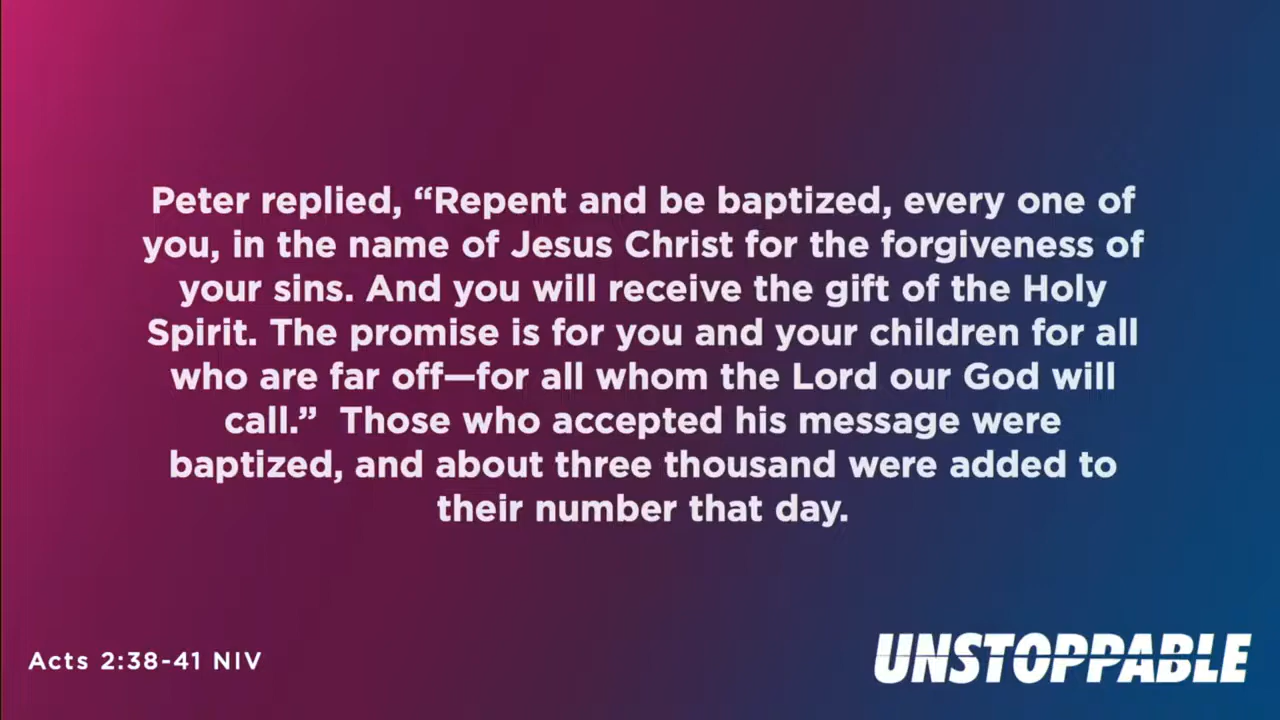 Peter replied, “Repent and be baptized, every one of
you, in the name of Jesus Christ for the forgiveness of
your sins. And you will receive the gift of the Holy
Spirit. The promise is for you and your children for all
who are far off—for all whom the Lord our God will
call.”  Those who accepted his message were
baptized, and about three thousand were added to
their number that day.
Acts 2:38-41 NIV
UNSTOPPABLE